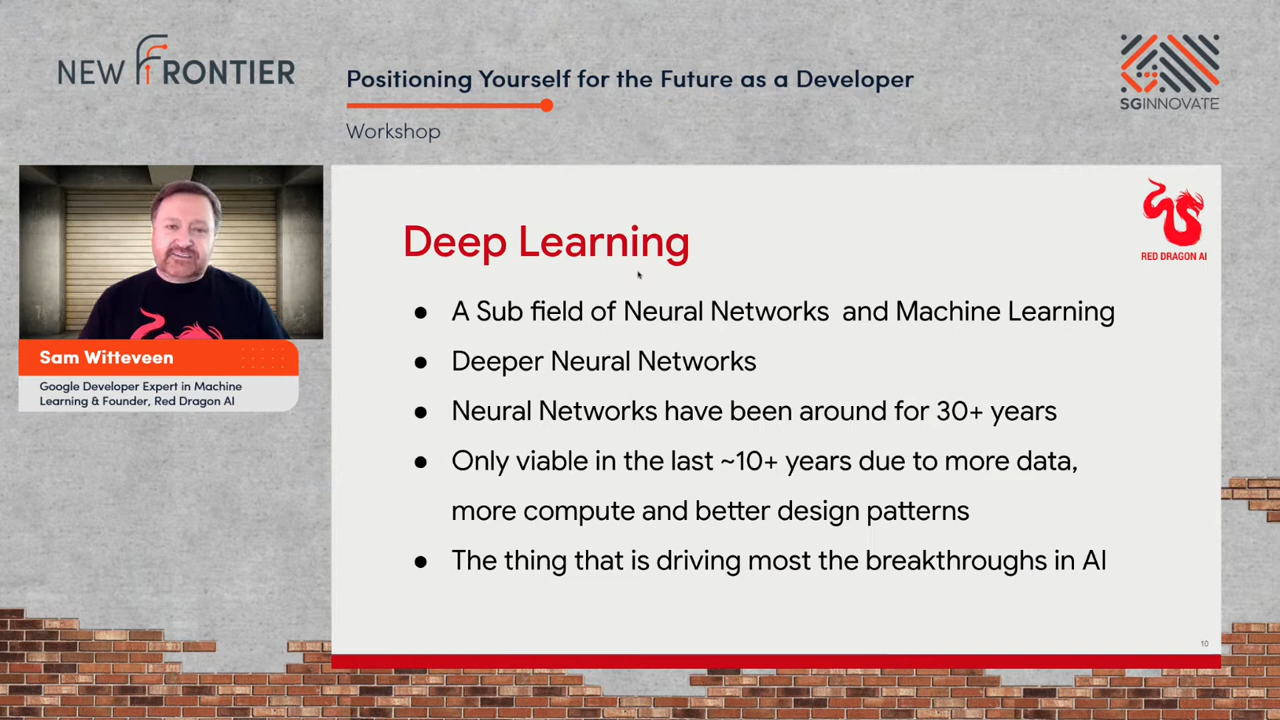 NEW FRONTIER
Positioning Yourself for the Future as a Developer
Workshop
SGINNOVATE
Sam Witteveen
Google Developer Expert in Machine
Learning & Founder, Red Dragon AI
RED DRAGON AI
Deep Learning
● A Sub field of Neural Networks and Machine Learning
● Deeper Neural Networks
● Neural Networks have been around for 30+ years
● Only viable in the last ~10+ years due to more data,
more compute and better design patterns
● The thing that is driving most the breakthroughs in AI
10